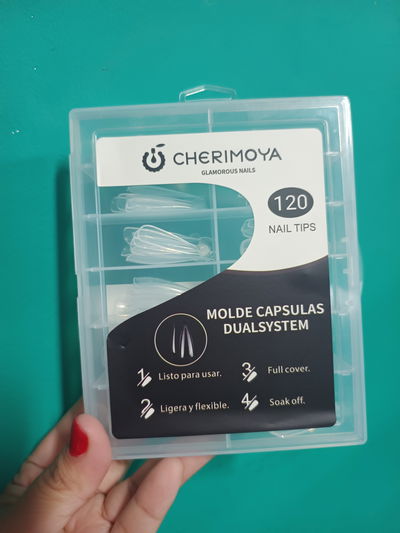 CHERIMOYA
GLAMOROUS NAILS
120
NAIL TIPS
MOLDE CAPSULAS
DUALSYSTEM
1 Listo para usar.
3 Full cover.
2 Ligera y flexible.
4 Soak off.